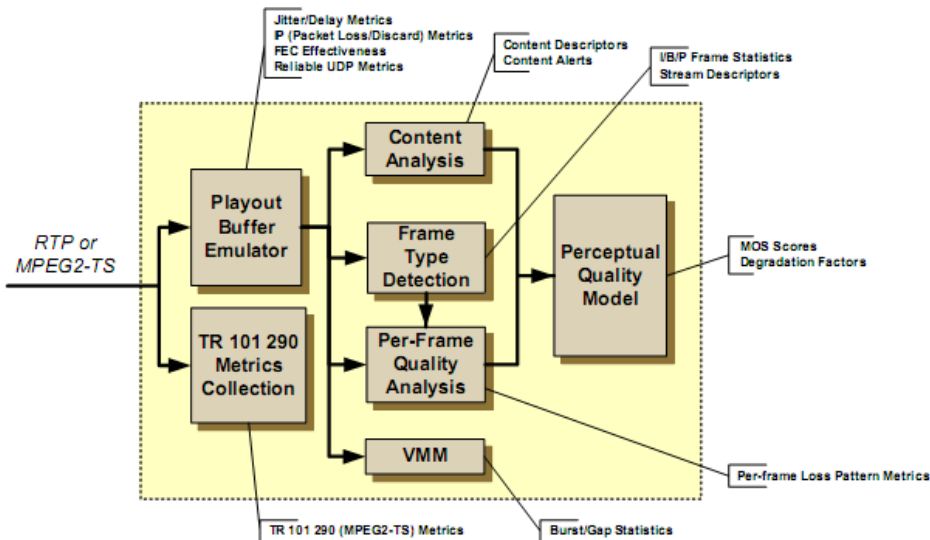 Jitter/Delay Metrics
IP (Packet Loss/Discard) Metrics
FEC Effectiveness
Reliable UDP Metrics
Content Descriptors
Content Alerts
I/B/P Frame Statistics
Stream Descriptors
Content
Analysis
Playout
Buffer
Emulator
Frame
Type
Detection
Perceptual
Quality
Model
RTP or
MPEG2-TS
MOS Scores
Degradation Factors
TR 101 290
Metrics
Collection
Per-Frame
Quality
Analysis
VMM
Per-frame Loss Pattern Metrics
TR 101 290 (MPEG2-TS) Metrics
Burst/Gap Statistics